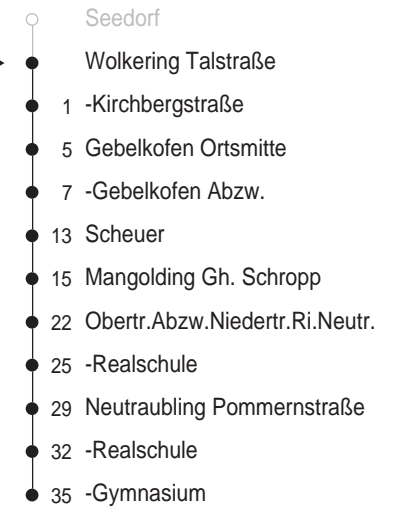 Seedorf
Wolkering Talstraße
1 -Kirchbergstraße
5 Gebelkofen Ortsmitte
7 -Gebelkofen Abzw.
13 Scheuer
15 Mangolding Gh. Schropp
22 Obertr.Abzw.Niedertr.Ri.Neutr.
25 -Realschule
29 Neutraubling Pommernstraße
32 -Realschule
35 -Gymnasium